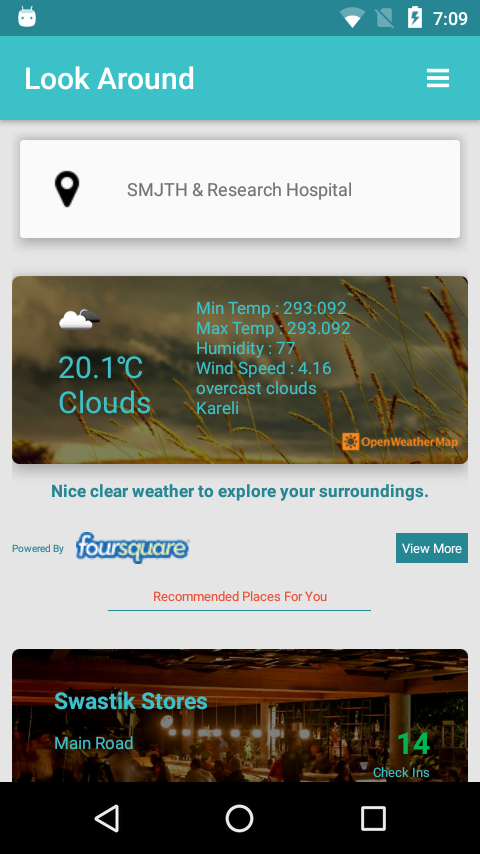 7:09
Look Around
SMJTH & Research Hospital
Min Temp : 293.092
Max Temp : 293.092
Humidity : 77
Wind Speed : 4.16
overcast clouds
Kareli
20.1℃
Clouds
OpenWeatherMap
Nice clear weather to explore your surroundings.
Powered By foursquare
View More
Recommended Places For You
Swastik Stores
Main Road
14
Check Ins